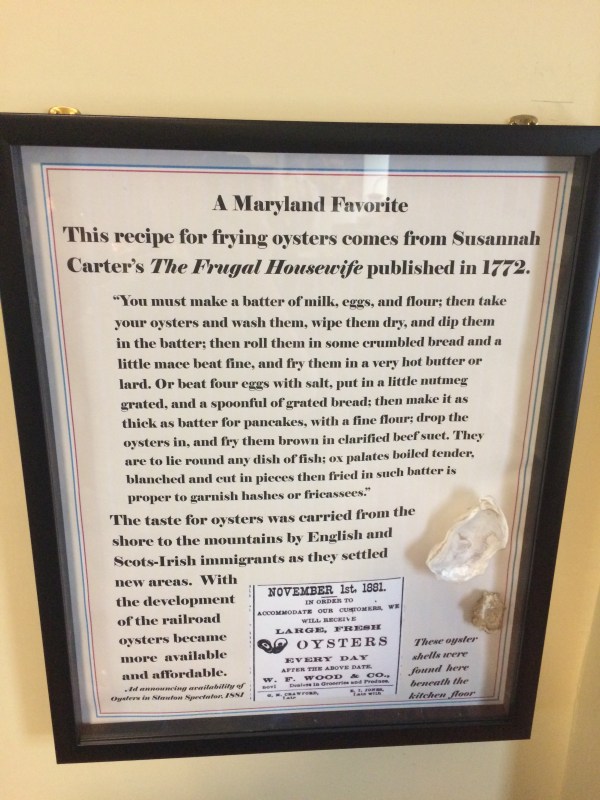 A Maryland Favorite
This recipe for frying oysters comes from Susannah
Carter's The Frugal Housewife published in 1772.
"You must make a batter of milk, eggs, and flour; then take
your oysters and wash them, wipe them dry, and dip them
in the batter; then roll them in some crumbled bread and a
little mace beat fine, and fry them in a very hot butter or
lard. Or beat four eggs with salt, put in a little nutmeg
grated, and a spoonful of grated bread; then make it as
thick as batter for pancakes, with a fine flour; drop the
oysters in, and fry them brown in clarified beef suet. They
are to lie round any dish of fish; ox palates boiled tender,
blanched and cut in pieces then fried in such batter is
proper to garnish hashes or fricassees."
The taste for oysters was carried from the
shore to the mountains by English and
Scots-Irish immigrants as they settled
new areas. With
the development
of the railroad
oysters became
more available
and affordable.
Ad announcing availability of
Oysters in Staunton Spectator, 1881
NOVEMBER 1st, 1881.
IN ORDER TO
ACCOMMODATE OUR CUSTOMERS, WE
WILL RECEIVE
LARGE, FRESH
OYSTERS
EVERY DAY
AFTER THE ABOVE DATE.
W. F. WOOD & CO.,
Dealers in Groceries and Produce.
These oyster
shells were
found here
beneath the
kitchen floor